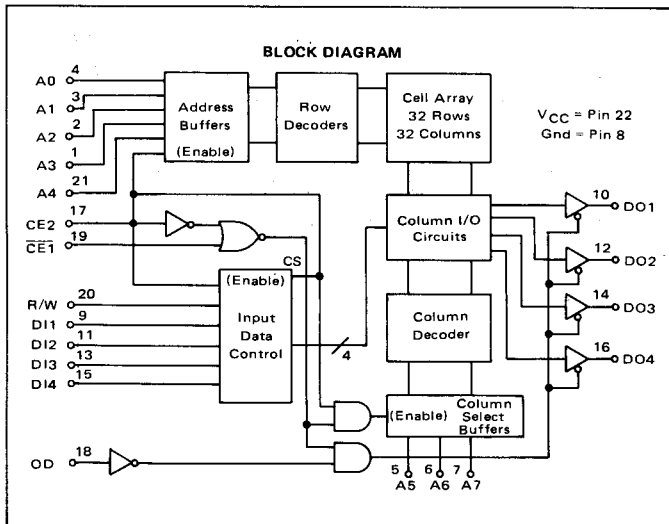 BLOCK DIAGRAM
A0 4
A1 3
A2 2
A3 1
A4 21
CE2 17
CE1 19
R/W 20
DI1 9
DI2 11
DI3 13
DI4 15
OD 18
Address
Buffers
(Enable)
Row
Decoders
Cell Array
32 Rows
32 Columns
VCC = Pin 22
Gnd = Pin 8
CS
(Enable)
Input
Data
Control
4
Column I/O
Circuits
Column
Decoder
(Enable) Column
Select
Buffers
5 6 7
A5 A6 A7
10 DO1
12 DO2
14 DO3
16 DO4